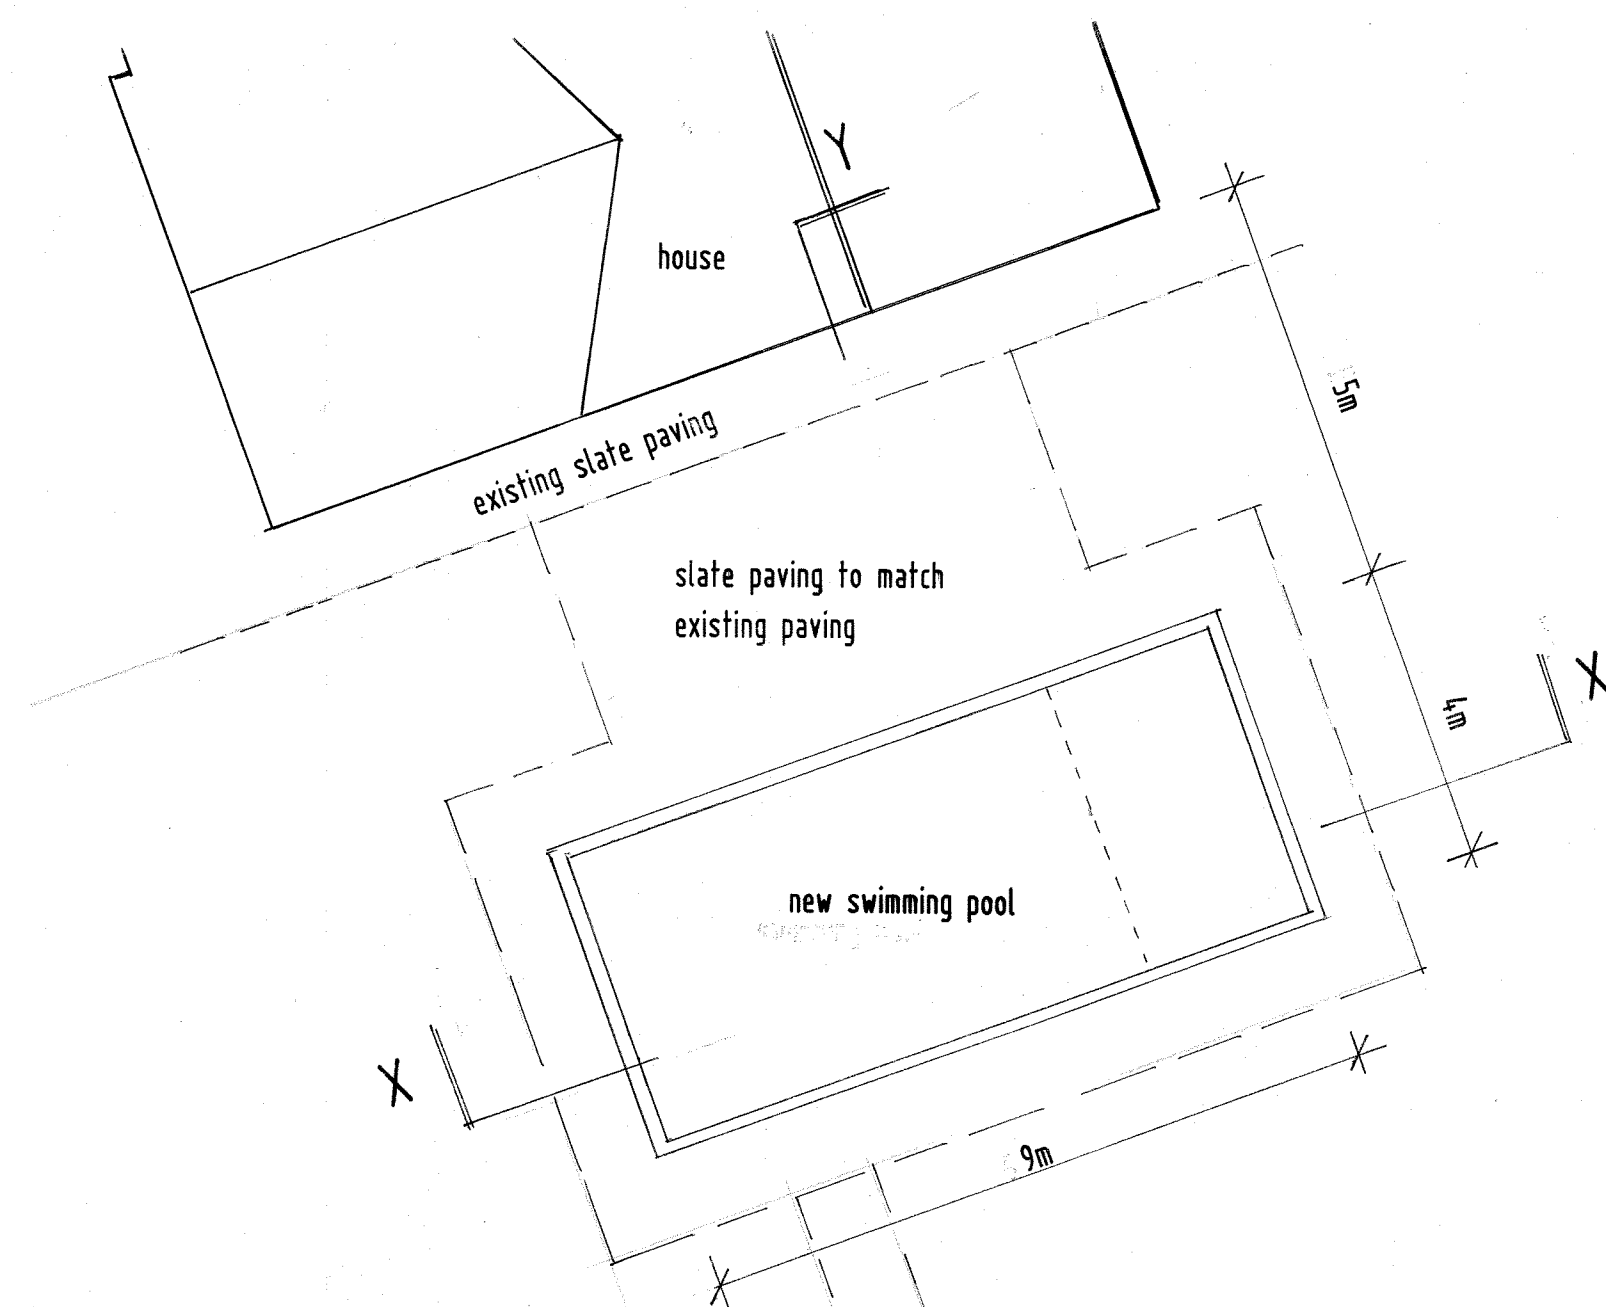 Y
house
existing slate paving
5m
slate paving to match
existing paving
X
4m
new swimming pool
X
9m